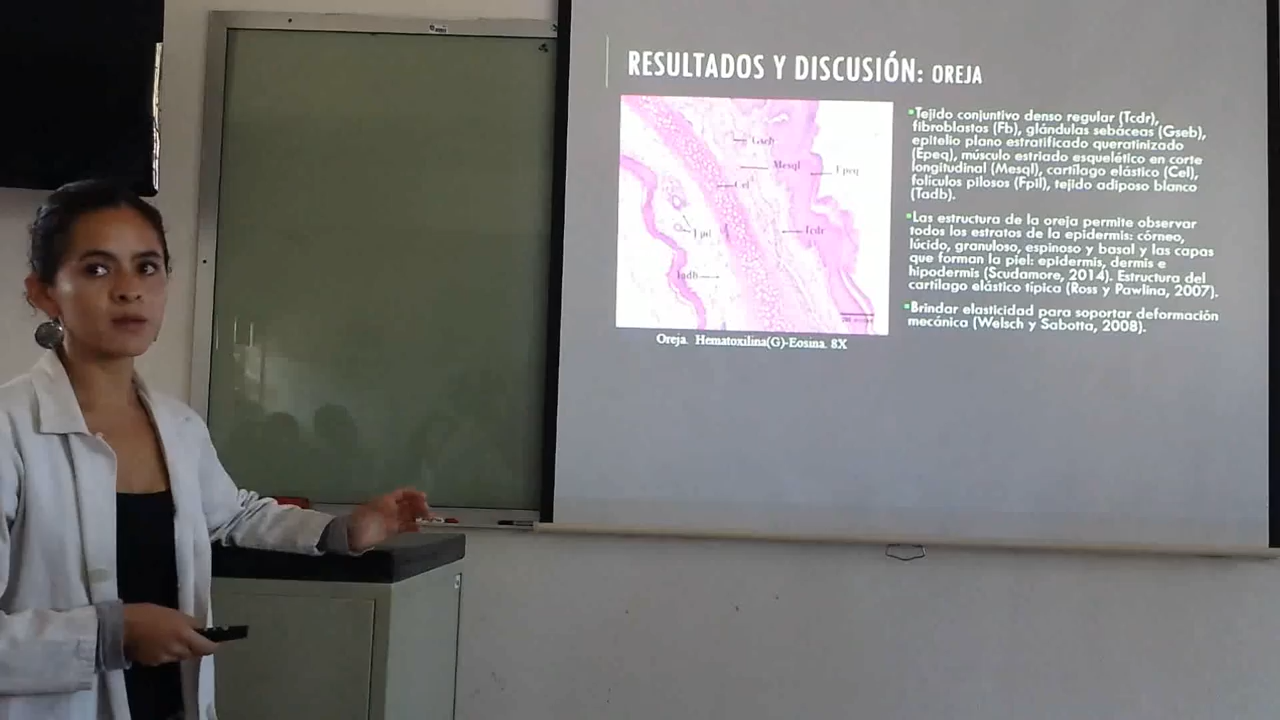 RESULTADOS Y DISCUSIÓN: OREJA
Gseb
Mesql
Epeq
Cel
Fpil
Tcdr
Tadb
Oreja. Hematoxilina(G)-Eosina. 8X
Tejido conjuntivo denso regular (Tcdr),
fibroblastos (Fb), glándulas sebáceas (Gseb),
epitelio plano estratificado queratinizado
(Epeq), músculo estriado esquelético en corte
longitudinal (Mesql), cartílago elástico (Cel),
folículos pilosos (Fpil), tejido adiposo blanco
(Tadb).
Las estructura de la oreja permite observar
todos los estratos de la epidermis: córneo,
lúcido, granuloso, espinoso y basal y las capas
que forman la piel: epidermis, dermis e
hipodermis (Scudamore, 2014). Estructura del
cartílago elástico típica (Ross y Pawlina, 2007).
Brindar elasticidad para soportar deformación
mecánica (Welsch y Sabotta, 2008).